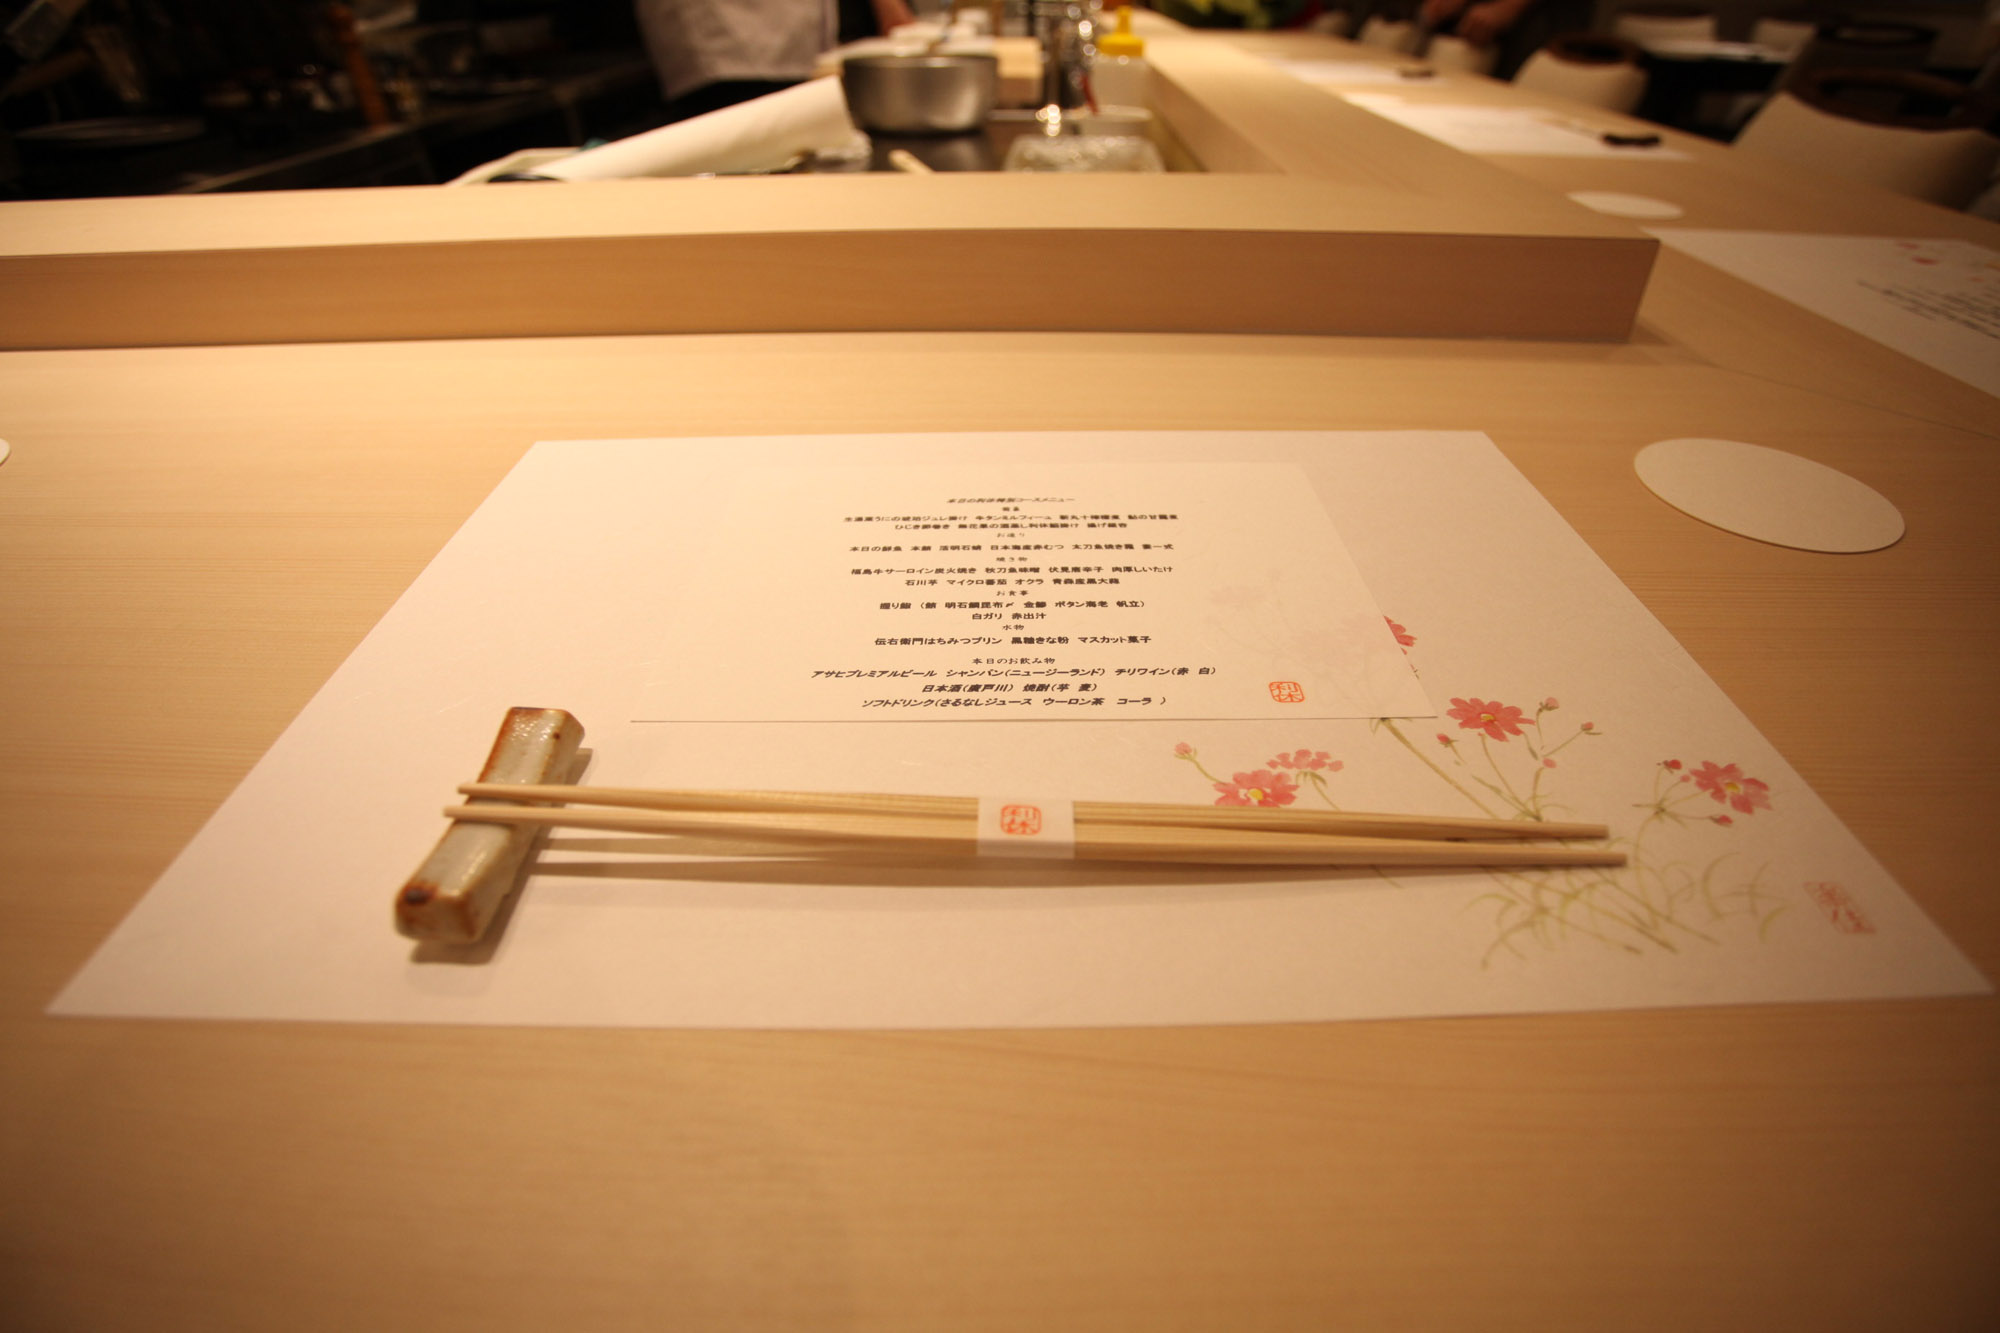 本日の利休特別コースメニュー
前菜
生湯葉うにの琥珀ジュレ掛け 牛タンミルフィーユ 新丸十檸檬煮 鮎の甘露煮
ひじき卵巻き 無花果の酒蒸し利休餡掛け 揚げ銀杏
お造り
本日の鮮魚 本鮪 活明石蛸 日本海産赤むつ 太刀魚焼き霜 妻一式
焼き物
福島牛サーロイン炭火焼き 秋刀魚味噌 伏見唐辛子 肉厚しいたけ
石川芋 マイクロ番茄 オクラ 青森産黒大蒜
お食事
握り鮨 (鮪 明石鯛昆布〆 金鯵 ボタン海老 帆立)
白ガリ 赤出汁
水物
伝右衛門はちみつプリン 黒糖きな粉 マスカット菓子
本日のお飲み物
アサヒプレミアルビール シャンパン(ニュージーランド) チリワイン(赤 白)
日本酒(廣戸川) 焼酎(芋 麦)
ソフトドリンク(さるなしジュース ウーロン茶 コーラ )
利休
利休